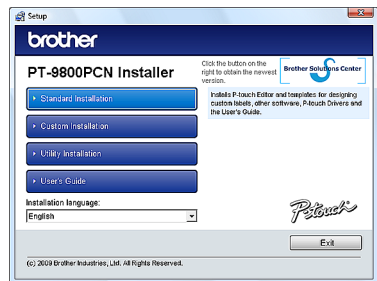 Setup
brother
PT-9800PCN Installer
Click the button on the
right to obtain the newest
version.
Brother Solutions Center
Standard Installation
Installs P-touch Editor and templates for designing
custom labels, other software, P-touch Drivers and
the User's Guide.
Custom Installation
Utility Installation
User's Guide
Installation language:
English
P-touch
Exit
(c) 2009 Brother Industries, Ltd. All Rights Reserved.